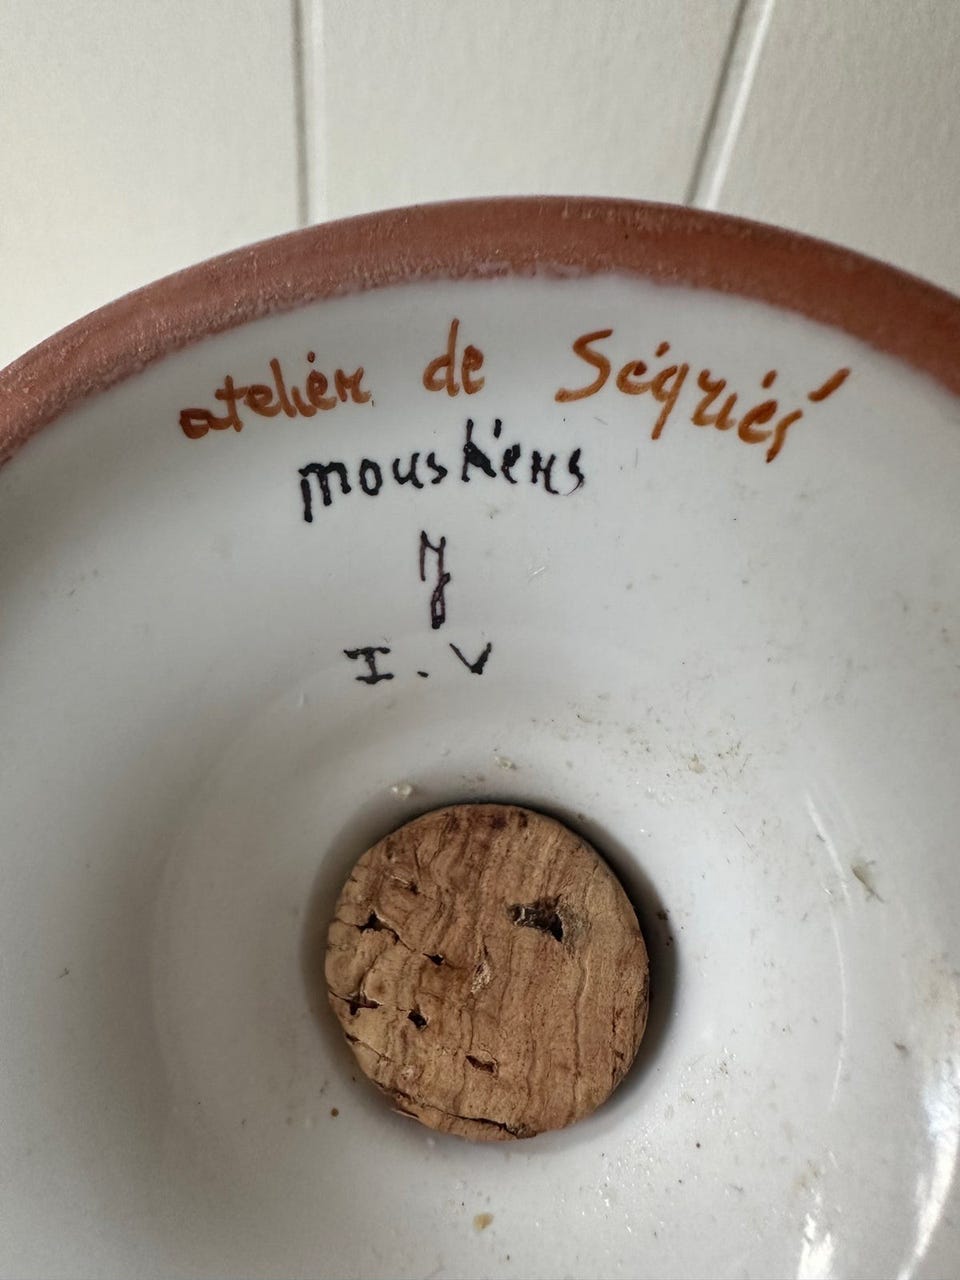 atelier de Ségriés
moustiers
I.V